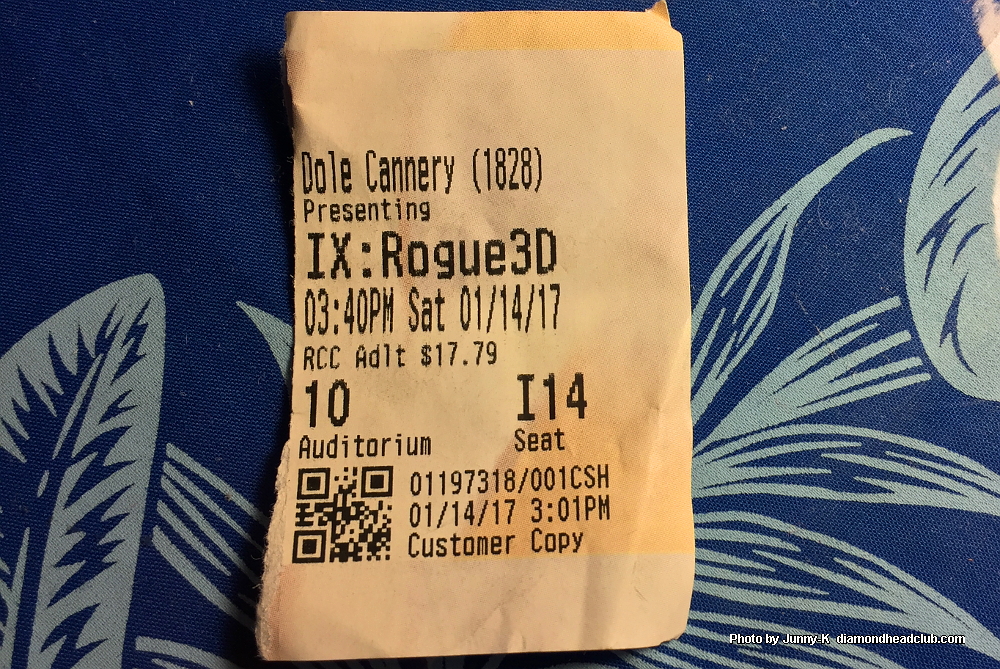 Dole Cannery (1828)
Presenting
IX:Rogue3D
03:40PM Sat 01/14/17
RCC Adlt $17.79
10 I14
Auditorium Seat
01197318/001CSH
01/14/17 3:01PM
Customer Copy
Photo by Junny_K diamondheadclub.com